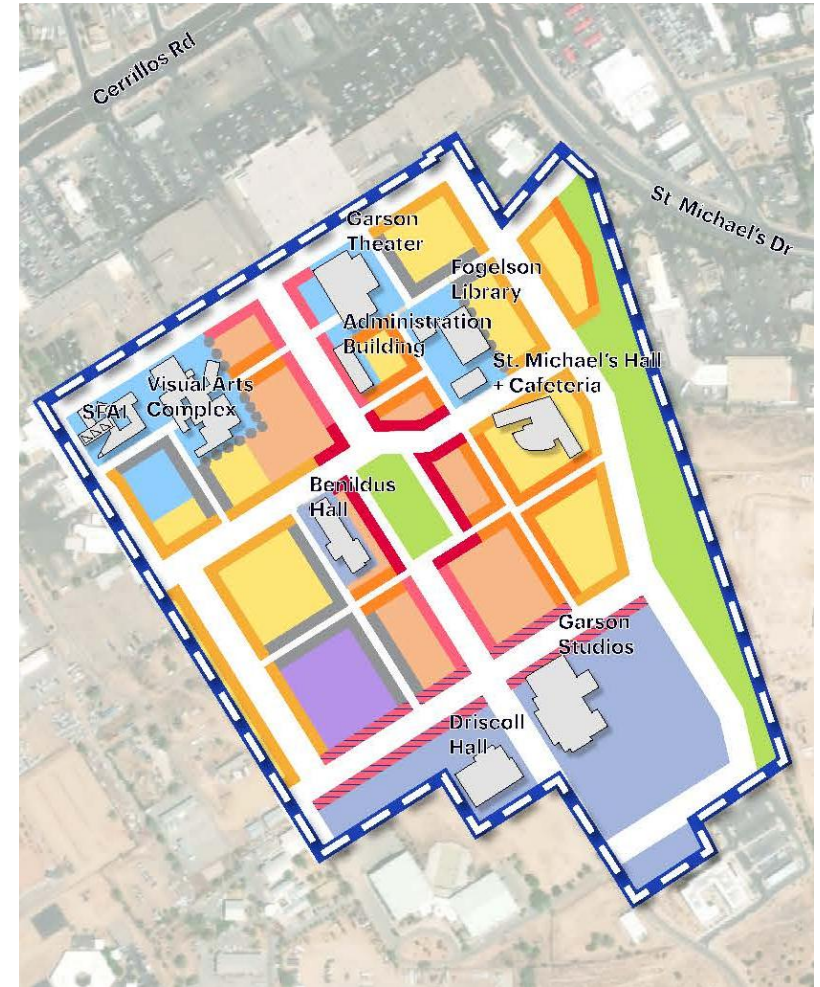 Cerrillos Rd
St. Michael's Dr
Garson
Theater
Fogelson
Library
Administration
Building
St. Michael's Hall
+ Cafeteria
Visual Arts
Complex
SFAI
Benildus
Hall
Garson
Studios
Driscoll
Hall